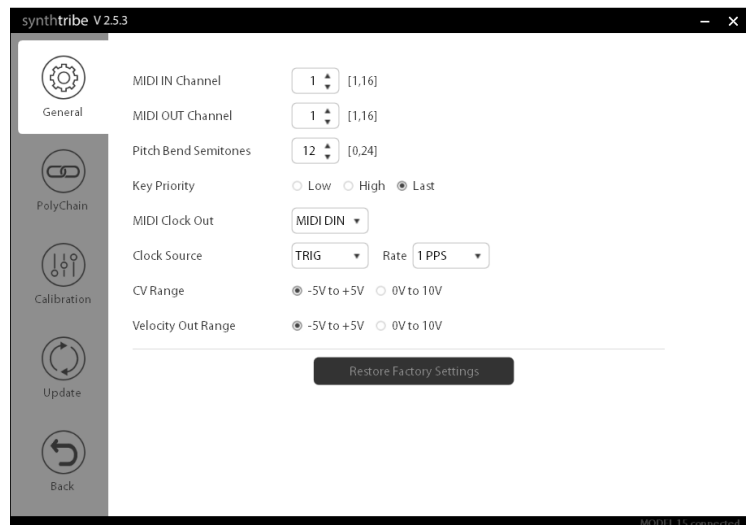 synthtribe V 2.5.3
General
PolyChain
Calibration
Update
Back
MIDI IN Channel 1 [1,16]
MIDI OUT Channel 1 [1,16]
Pitch Bend Semitones 12 [0,24]
Key Priority Low High Last
MIDI Clock Out MIDI DIN
Clock Source TRIG Rate 1 PPS
CV Range -5V to +5V 0V to 10V
Velocity Out Range -5V to +5V 0V to 10V
Restore Factory Settings
MODEL 15 connected